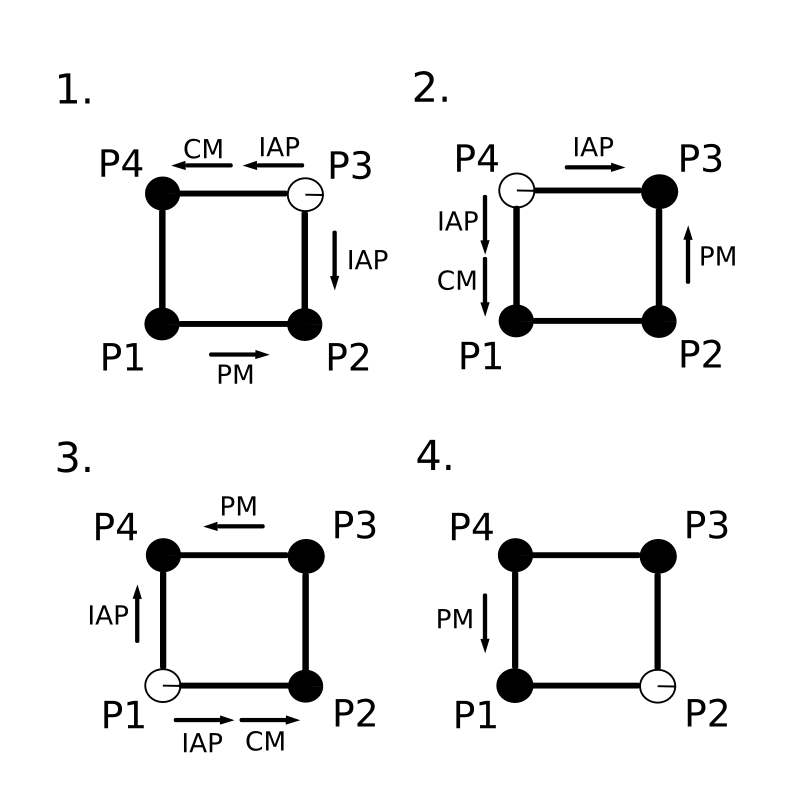 1.
P4 CM IAP P3
IAP
P1 PM P2
2.
P4 IAP P3
IAP
PM
CM
P1 P2
3.
P4 PM P3
IAP
P1 IAP CM P2
4.
P4 P3
PM
P1 P2